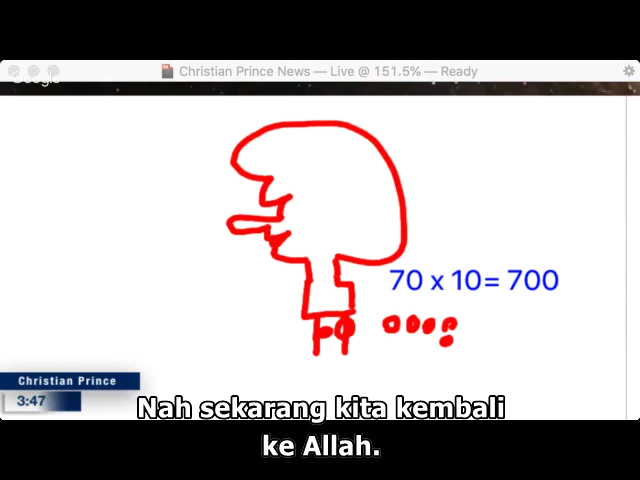 Christian Prince News — Live @ 151.5% — Ready
Google
70 x 10= 700
Christian Prince
3:47
Nah sekarang kita kembali
ke Allah.